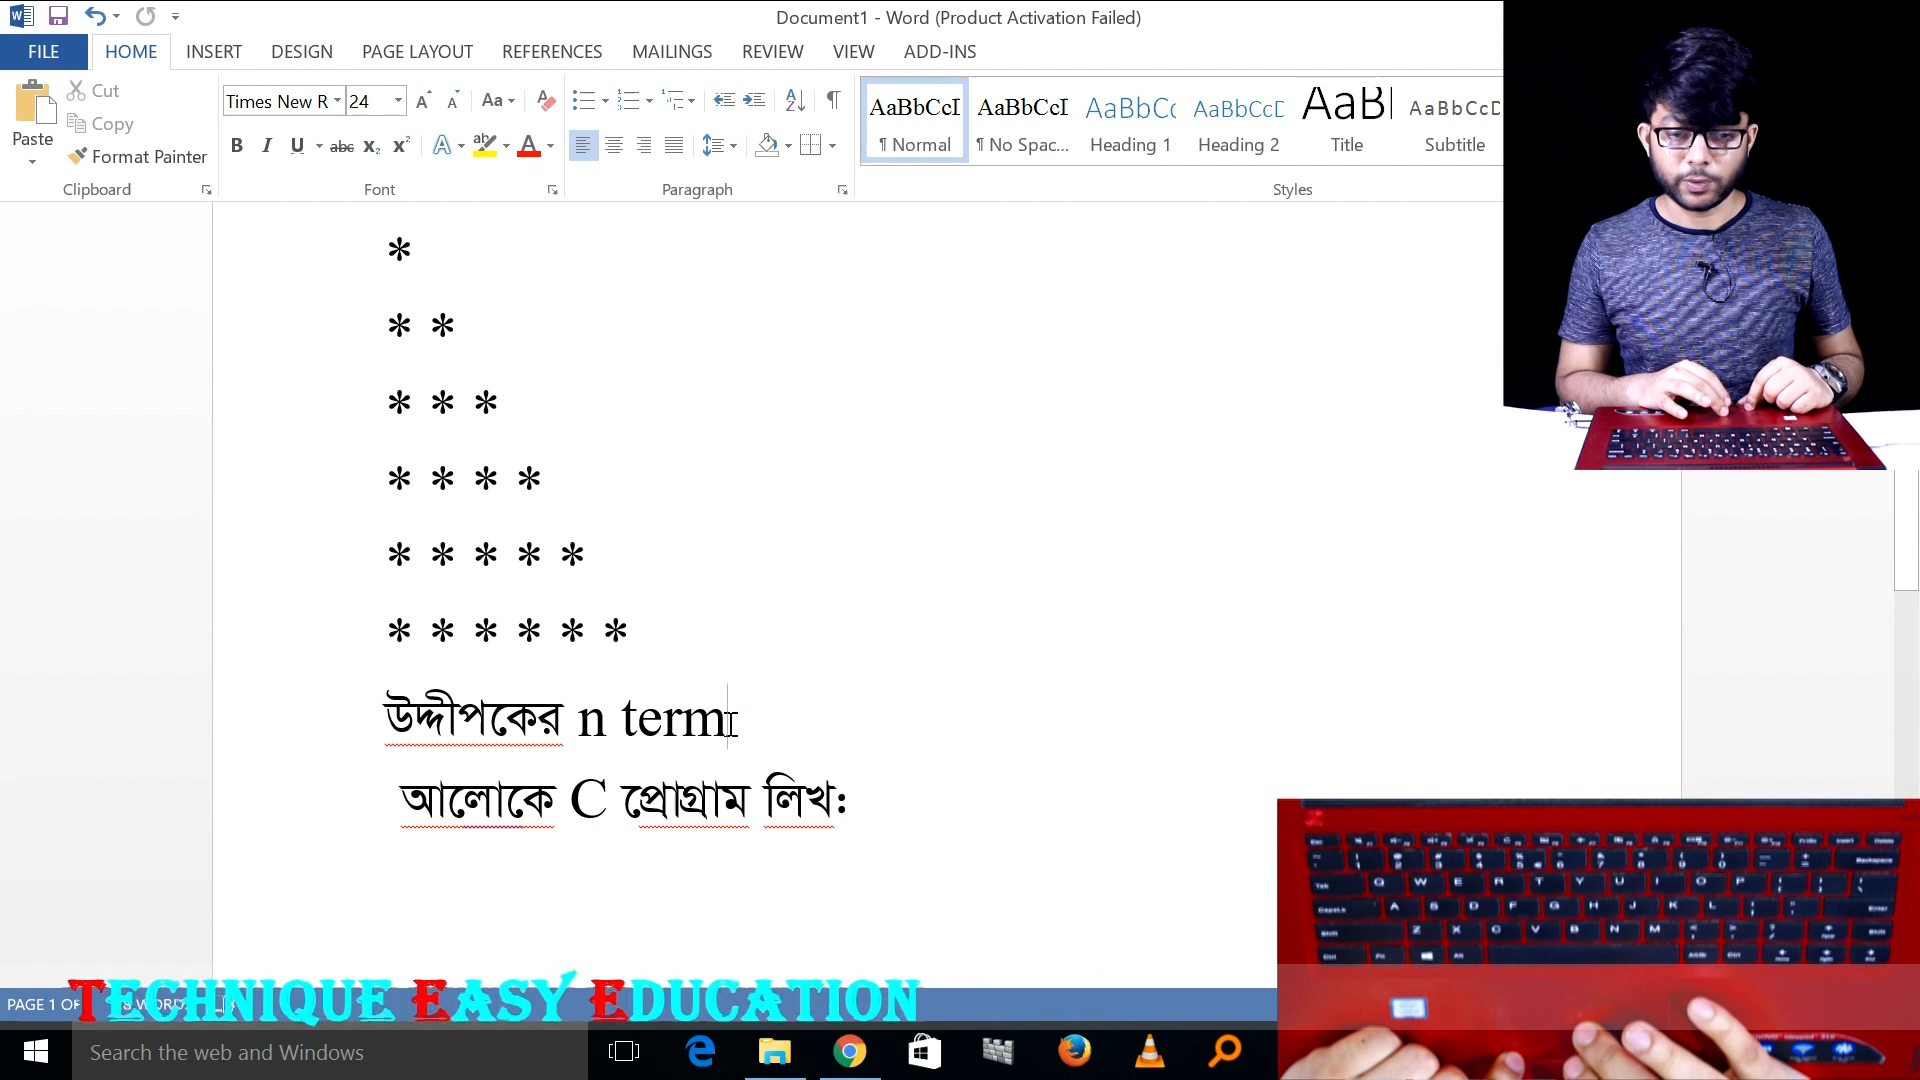 Document1 - Word (Product Activation Failed)
FILE HOME INSERT DESIGN PAGE LAYOUT REFERENCES MAILINGS REVIEW VIEW ADD-INS
Paste
Cut
Copy
Format Painter
Clipboard
Times New R 24
Font
Paragraph
AaBbCcI AaBbCcI AaBbCc AaBbCcD AaBl AaBbCcD
¶ Normal ¶ No Spac... Heading 1 Heading 2 Title Subtitle
Styles
*
* *
* * *
* * * *
* * * * *
* * * * * *
উদ্দীপকের n term
আলোকে C প্রোগ্রাম লিখ:
PAGE 1 OF
TECHNIQUE EASY EDUCATION
Search the web and Windows